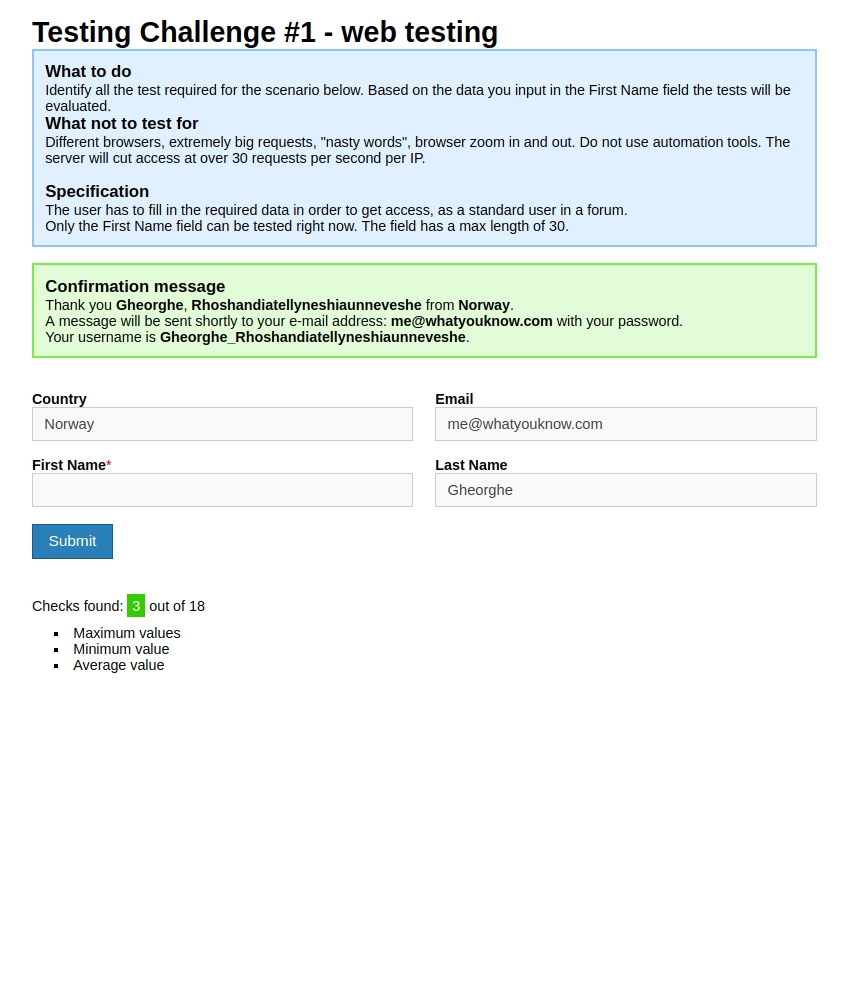 Testing Challenge #1 - web testing
What to do
Identify all the test required for the scenario below. Based on the data you input in the First Name field the tests will be
evaluated.
What not to test for
Different browsers, extremely big requests, "nasty words", browser zoom in and out. Do not use automation tools. The
server will cut access at over 30 requests per second per IP.
Specification
The user has to fill in the required data in order to get access, as a standard user in a forum.
Only the First Name field can be tested right now. The field has a max length of 30.
Confirmation message
Thank you Gheorghe, Rhoshandiatellyneshiaunneveshe from Norway.
A message will be sent shortly to your e-mail address: me@whatyouknow.com with your password.
Your username is Gheorghe_Rhoshandiatellyneshiaunneveshe.
Country Email
Norway me@whatyouknow.com
First Name* Last Name
Gheorghe
Submit
Checks found: 3 out of 18
▪ Maximum values
▪ Minimum value
▪ Average value